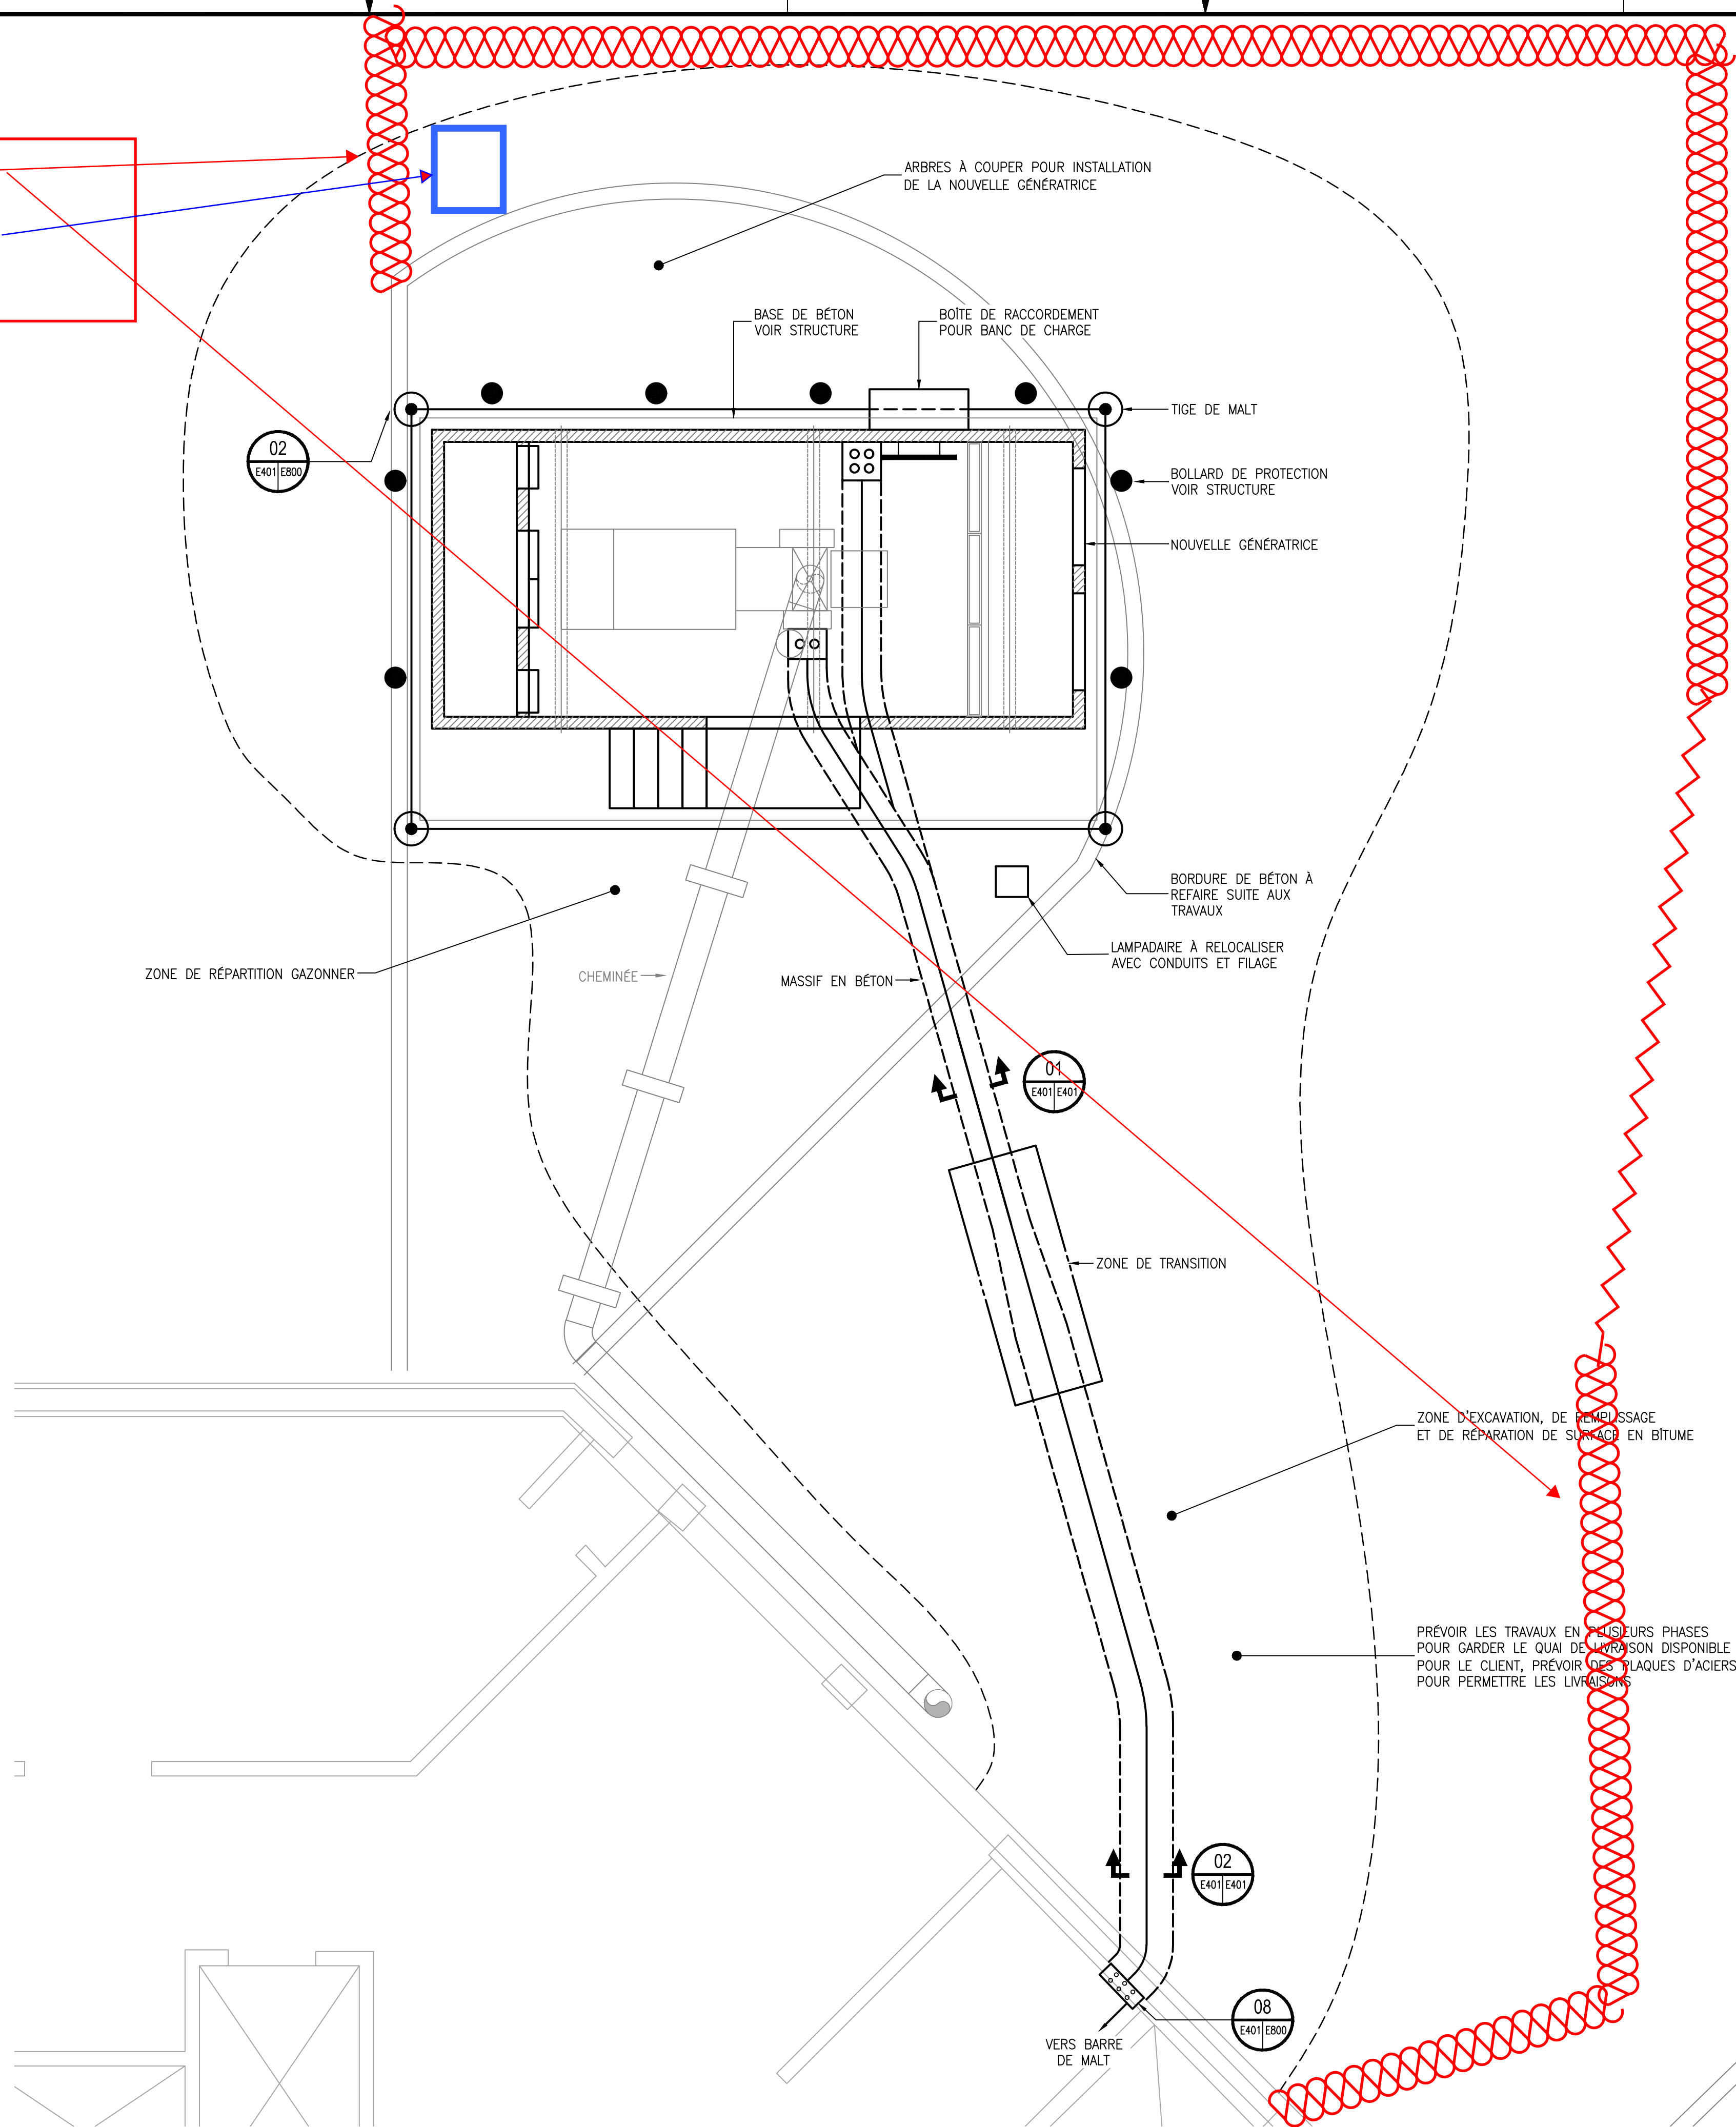 ARBRES À COUPER POUR INSTALLATION
DE LA NOUVELLE GÉNÉRATRICE
BASE DE BÉTON
VOIR STRUCTURE
BOÎTE DE RACCORDEMENT
POUR BANC DE CHARGE
TIGE DE MALT
02
E401 E800
BOLLARD DE PROTECTION
VOIR STRUCTURE
NOUVELLE GÉNÉRATRICE
BORDURE DE BÉTON À
REFAIRE SUITE AUX
TRAVAUX
LAMPADAIRE À RELOCALISER
AVEC CONDUITS ET FILAGE
ZONE DE RÉPARTITION GAZONNER
CHEMINÉE
MASSIF EN BÉTON
01
E401 E401
ZONE DE TRANSITION
ZONE D'EXCAVATION, DE REMPLISSAGE
ET DE RÉPARATION DE SURFACE EN BÎTUME
PRÉVOIR LES TRAVAUX EN PLUSIEURS PHASES
POUR GARDER LE QUAI DE LIVRAISON DISPONIBLE
POUR LE CLIENT, PRÉVOIR DES PLAQUES D'ACIERS
POUR PERMETTRE LES LIVRAISONS
02
E401 E401
08
E401 E800
VERS BARRE
DE MALT